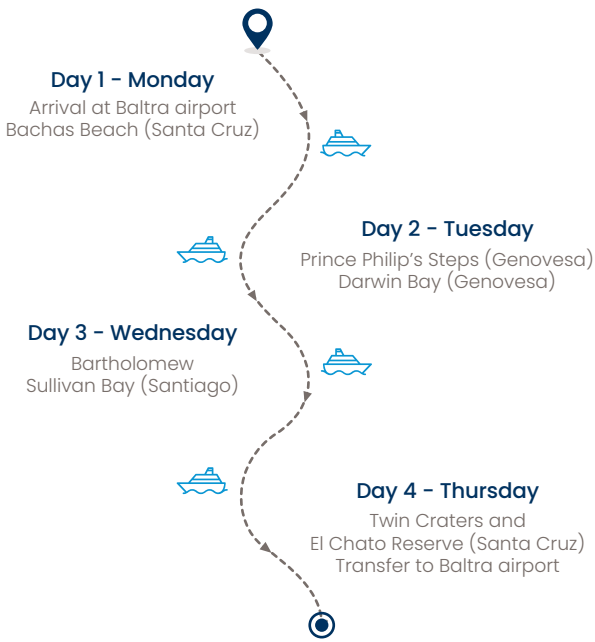 Day 1 - Monday
Arrival at Baltra airport
Bachas Beach (Santa Cruz)
Day 2 - Tuesday
Prince Philip’s Steps (Genovesa)
Darwin Bay (Genovesa)
Day 3 - Wednesday
Bartholomew
Sullivan Bay (Santiago)
Day 4 - Thursday
Twin Craters and
El Chato Reserve (Santa Cruz)
Transfer to Baltra airport